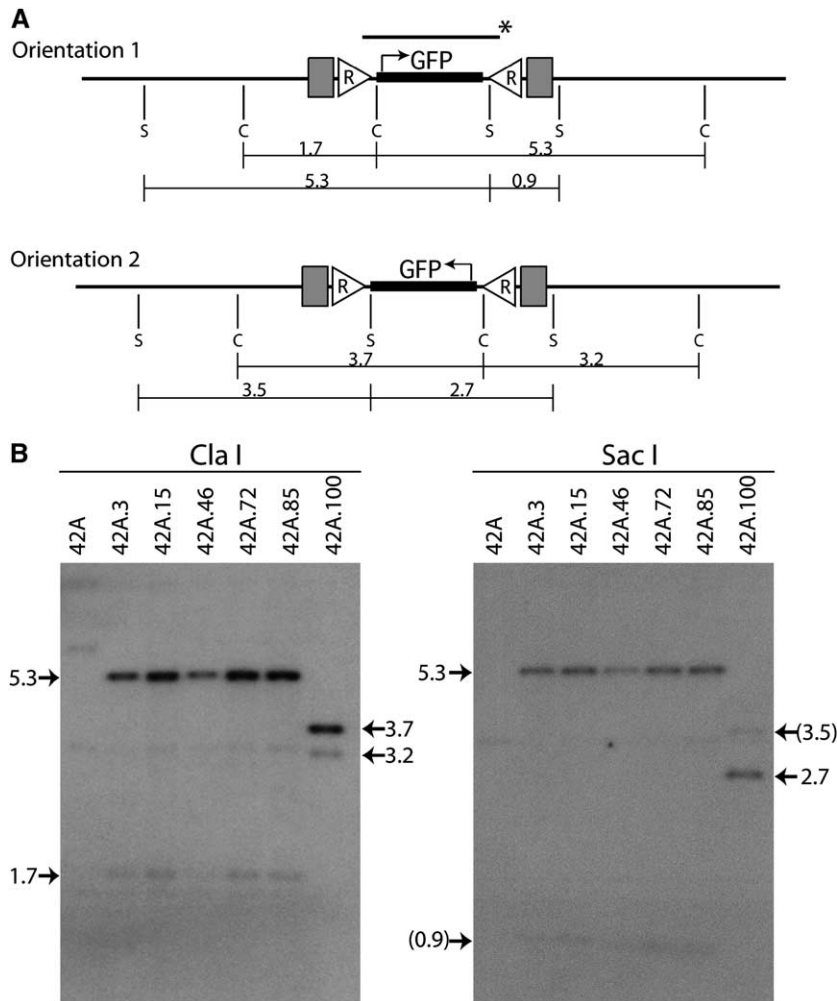 A
*
Orientation 1
R GFP R
S C C S S C
1.7 5.3
5.3 0.9
Orientation 2
R GFP R
S C S C S C
3.7 3.2
3.5 2.7
B
Cla I Sac I
42A 42A.3 42A.15 42A.46 42A.72 42A.85 42A.100 42A 42A.3 42A.15 42A.46 42A.72 42A.85 42A.100
5.3 5.3
3.7 (3.5)
3.2 2.7
1.7 (0.9)